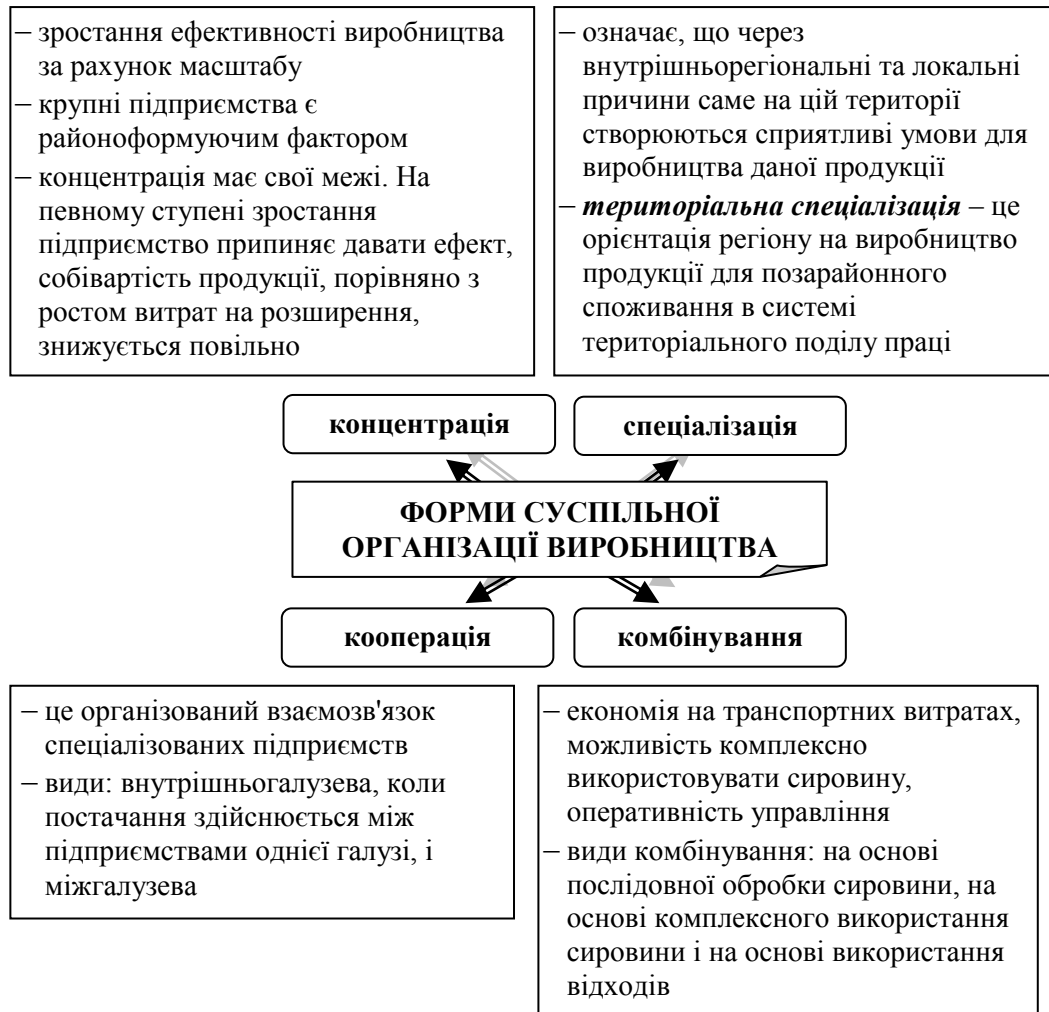 – зростання ефективності виробництва
за рахунок масштабу
– крупні підприємства є
районоформуючим фактором
– концентрація має свої межі. На
певному ступені зростання
підприємство припиняє давати ефект,
собівартість продукції, порівняно з
ростом витрат на розширення,
знижується повільно
– означає, що через
внутрішньорегіональні та локальні
причини саме на цій території
створюються сприятливі умови для
виробництва даної продукції
– територіальна спеціалізація – це
орієнтація регіону на виробництво
продукції для позарайонного
споживання в системі
територіального поділу праці
концентрація
спеціалізація
ФОРМИ СУСПІЛЬНОЇ
ОРГАНІЗАЦІЇ ВИРОБНИЦТВА
кооперація
комбінування
– це організований взаємозв'язок
спеціалізованих підприємств
– види: внутрішньогалузева, коли
постачання здійснюється між
підприємствами однієї галузі, і
міжгалузева
– економія на транспортних витратах,
можливість комплексно
використовувати сировину,
оперативність управління
– види комбінування: на основі
послідовної обробки сировини, на
основі комплексного використання
сировини і на основі використання
відходів